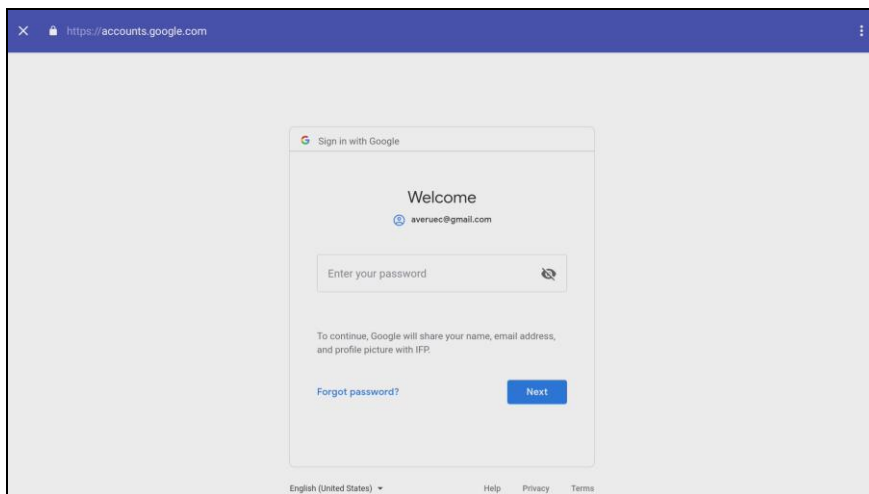 https://accounts.google.com
Sign in with Google
Welcome
averuec@gmail.com
Enter your password
To continue, Google will share your name, email address,
and profile picture with IFP.
Forgot password? Next
English (United States) Help Privacy Terms